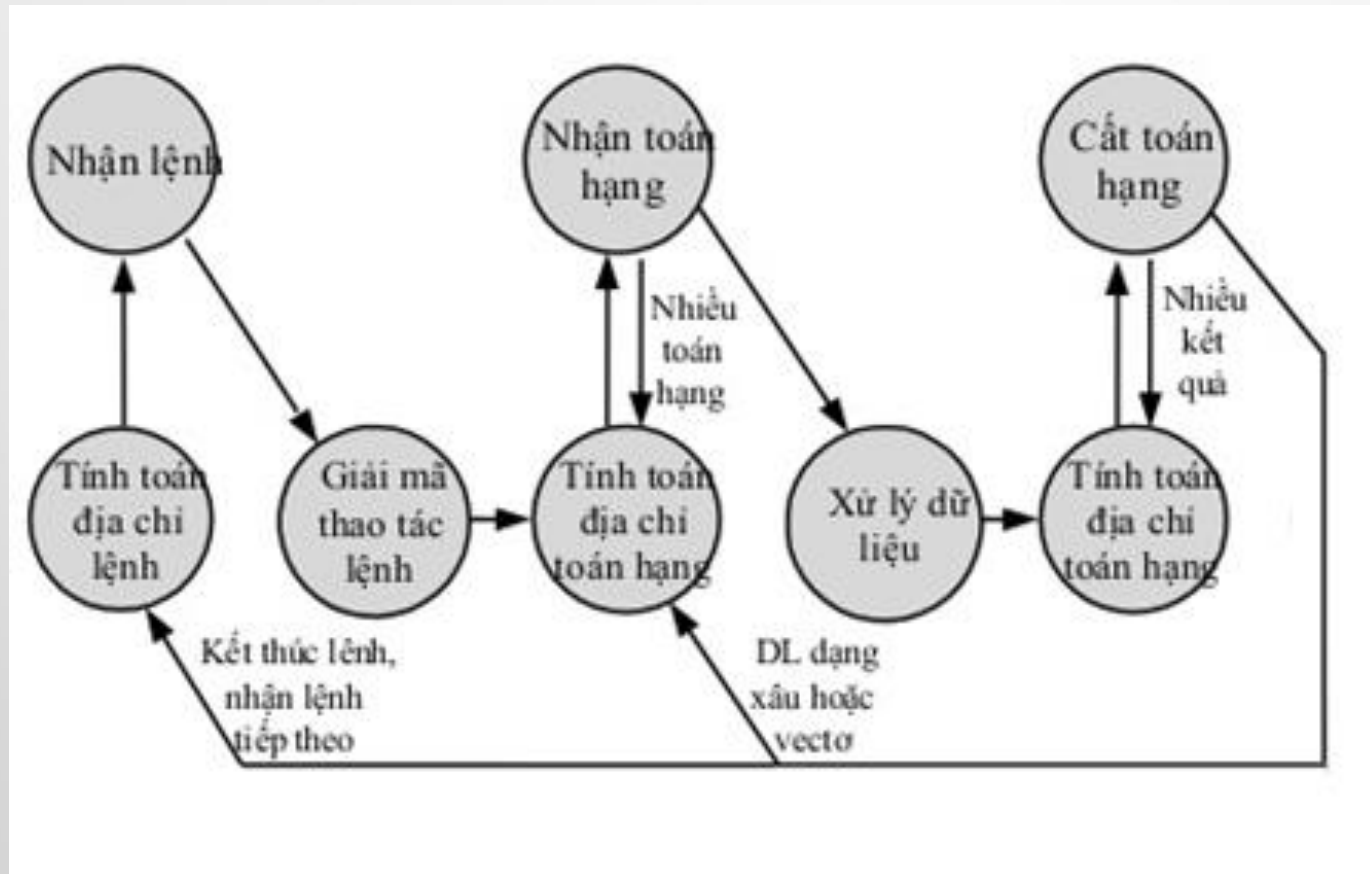 Nhận lệnh
Nhận toán
hạng
Cất toán
hạng
Nhiều
toán
hạng
Nhiều
kết
quả
Tính toán
địa chỉ
lệnh
Giải mã
thao tác
lệnh
Tính toán
địa chỉ
toán hạng
Xử lý dữ
liệu
Tính toán
địa chỉ
toán hạng
Kết thúc lênh,
nhận lệnh
tiếp theo
DL dạng
xâu hoặc
vectơ